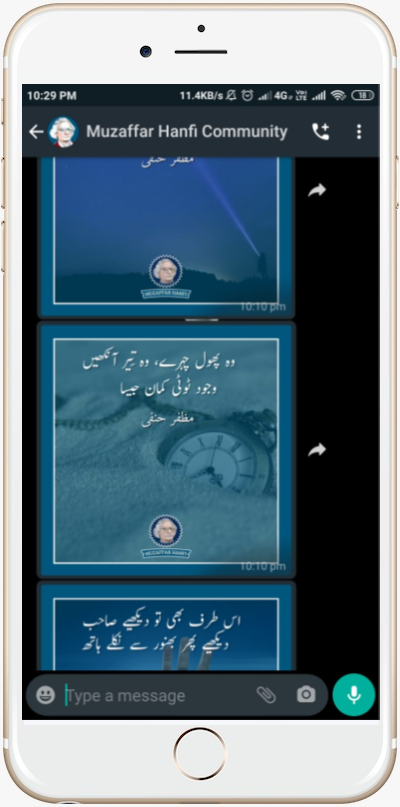 10:29 PM 11.4KB/s 4G VoLTE 18
Muzaffar Hanfi Community
مظفر حنفی
MUZAFFAR HANFI
10:10 pm
وہ پھول چہرے، وہ تیر آنکھیں
وجود ٹوٹی کمان جیسا
مظفر حنفی
MUZAFFAR HANFI
10:10 pm
اس طرف بھی تو دیکھیے صاحب
دیکھیے پھر بھنور سے نکلے ہاتھ
Type a message